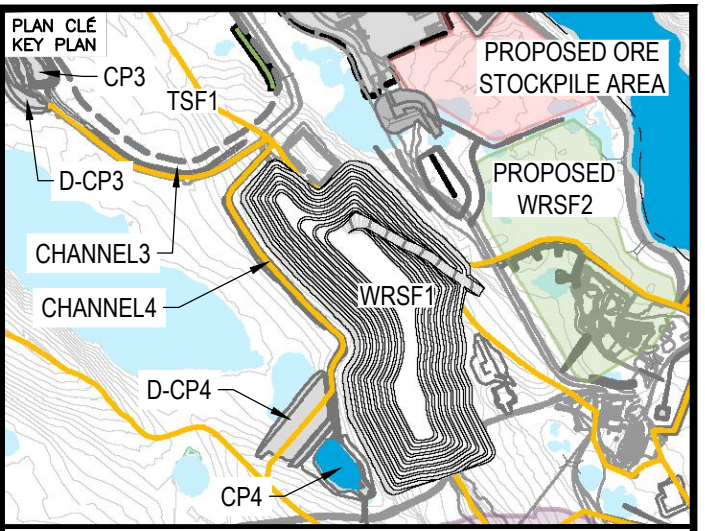 PLAN CLÉ
KEY PLAN
CP3
TSF1
PROPOSED ORE
STOCKPILE AREA
D-CP3
PROPOSED
WRSF2
CHANNEL3
CHANNEL4
WRSF1
D-CP4
CP4